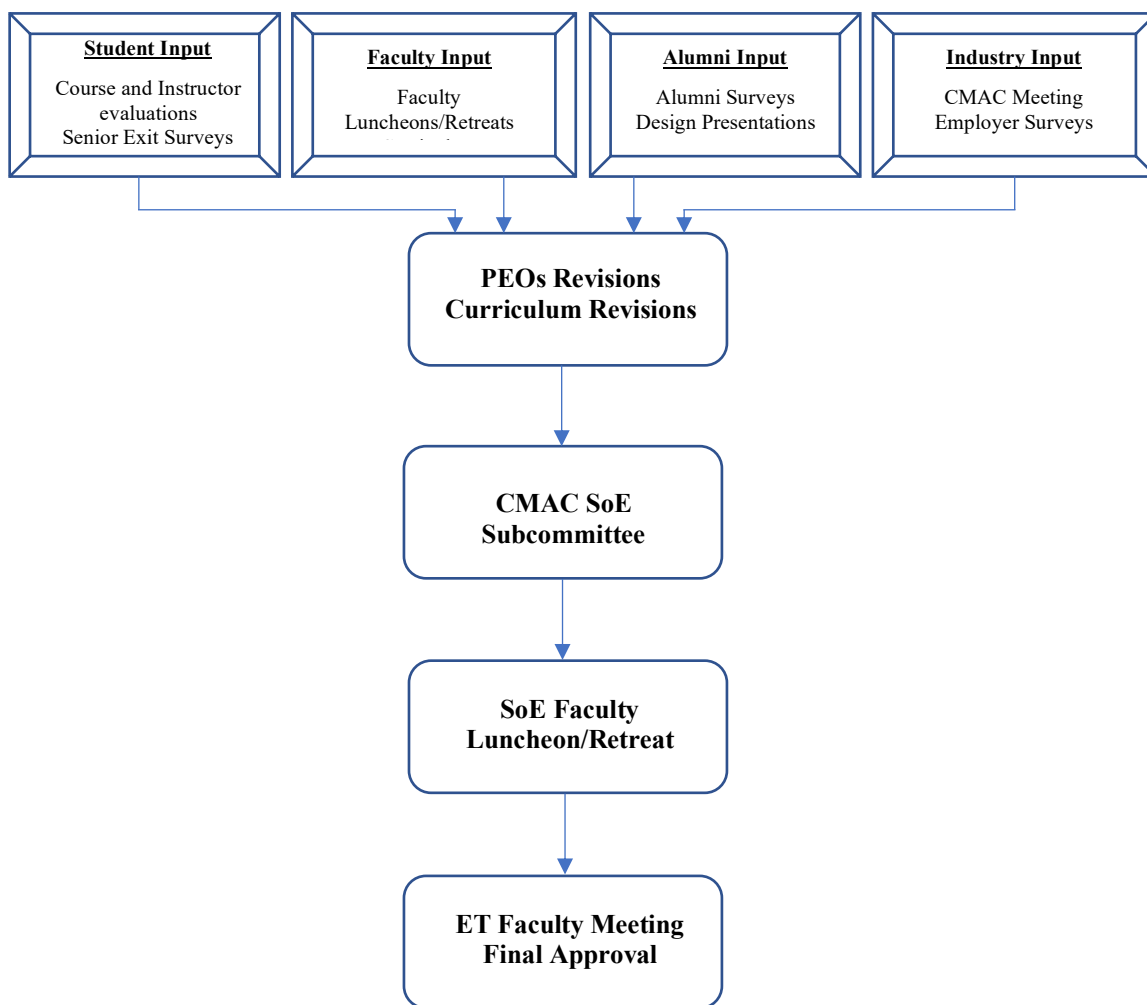 Student Input
Course and Instructor
evaluations
Senior Exit Surveys
Faculty Input
Faculty
Luncheons/Retreats
Alumni Input
Alumni Surveys
Design Presentations
Industry Input
CMAC Meeting
Employer Surveys
PEOs Revisions
Curriculum Revisions
CMAC SoE
Subcommittee
SoE Faculty
Luncheon/Retreat
ET Faculty Meeting
Final Approval